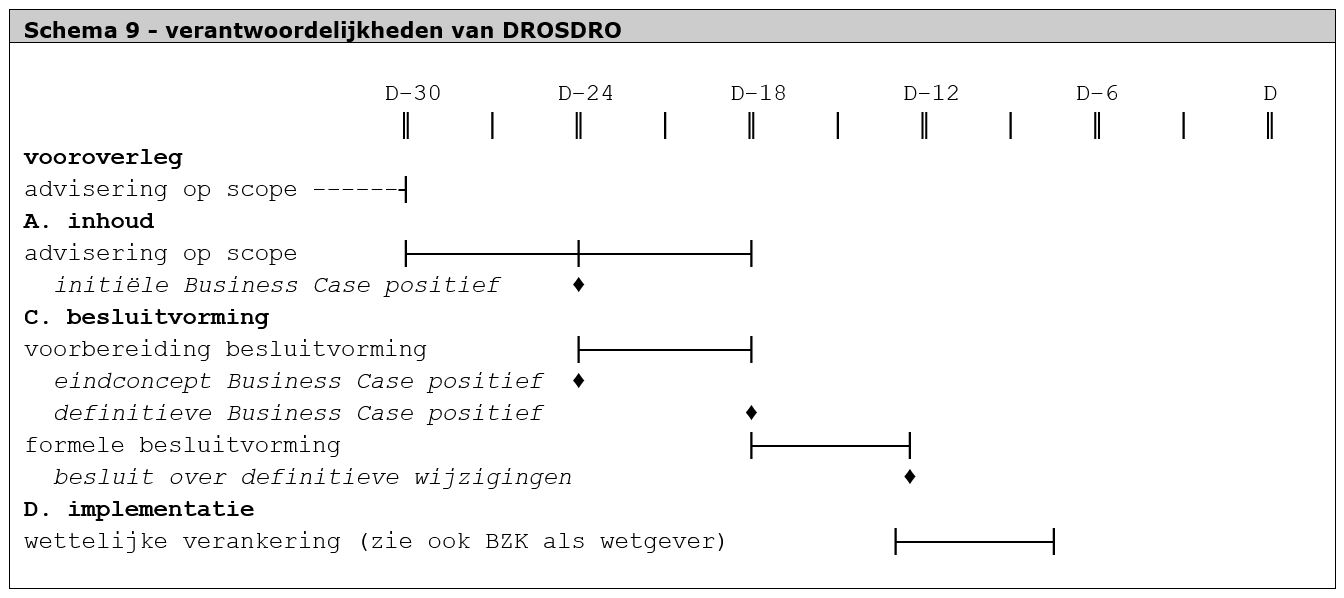 Schema 9 - verantwoordelijkheden van DROSDRO
D-30 D-24 D-18 D-12 D-6 D
vooroverleg
advisering op scope
A. inhoud
advisering op scope
initiële Business Case positief
C. besluitvorming
voorbereiding besluitvorming
eindconcept Business Case positief
definitieve Business Case positief
formele besluitvorming
besluit over definitieve wijzigingen
D. implementatie
wettelijke verankering (zie ook BZK als wetgever)